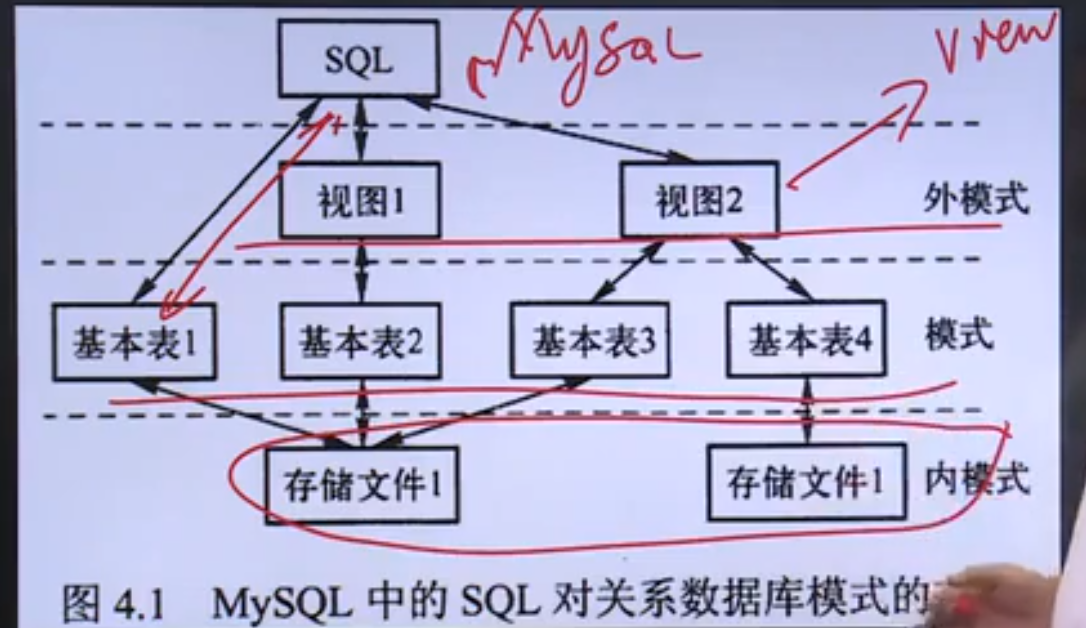 SQL
MySQL
View
视图1
视图2
外模式
基本表1
基本表2
基本表3
基本表4
模式
存储文件1
存储文件1
内模式
图 4.1 MySQL 中的 SQL 对关系数据库模式的